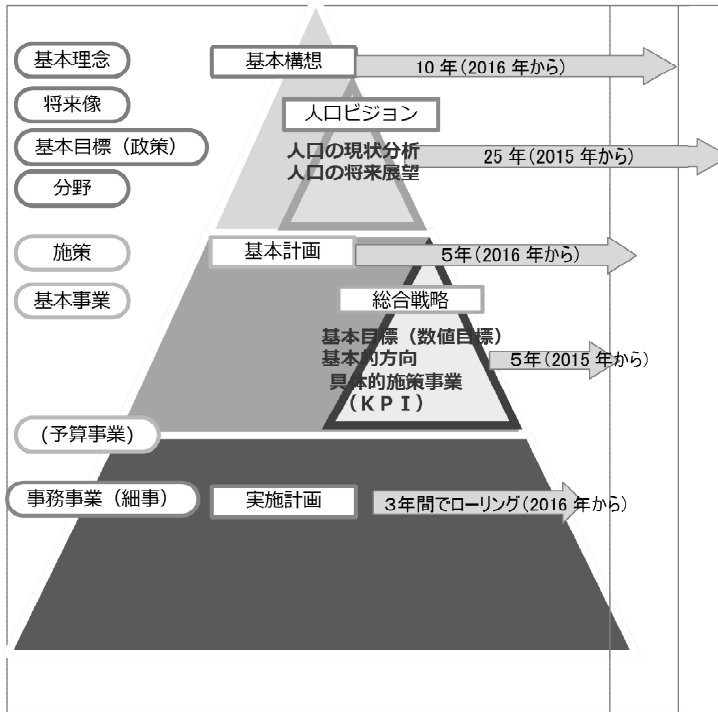 基本理念
基本構想
10年(2016年から)
将来像
人口ビジョン
基本目標（政策）
人口の現状分析
人口の将来展望
25年(2015年から)
分野
施策
基本計画
5年(2016年から)
基本事業
総合戦略
基本目標（数値目標）
基本的方向
具体的施策事業
（ＫＰＩ）
5年(2015年から)
(予算事業)
事務事業（細事）
実施計画
３年間でローリング(2016年から)